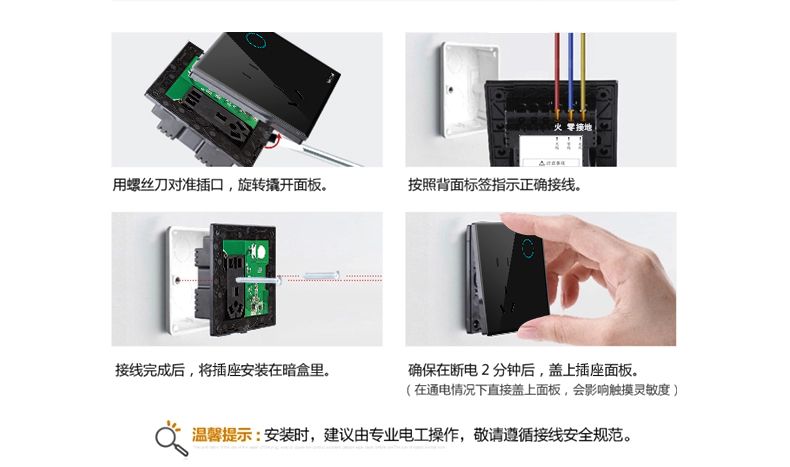 火 零 接地
注意事项
用螺丝刀对准插口，旋转撬开面板。
按照背面标签指示正确接线。
接线完成后，将插座安装在暗盒里。
确保在断电 2 分钟后，盖上插座面板。
（在通电情况下直接盖上面板，会影响触摸灵敏度）
温馨提示：安装时，建议由专业电工操作，敬请遵循接线安全规范。